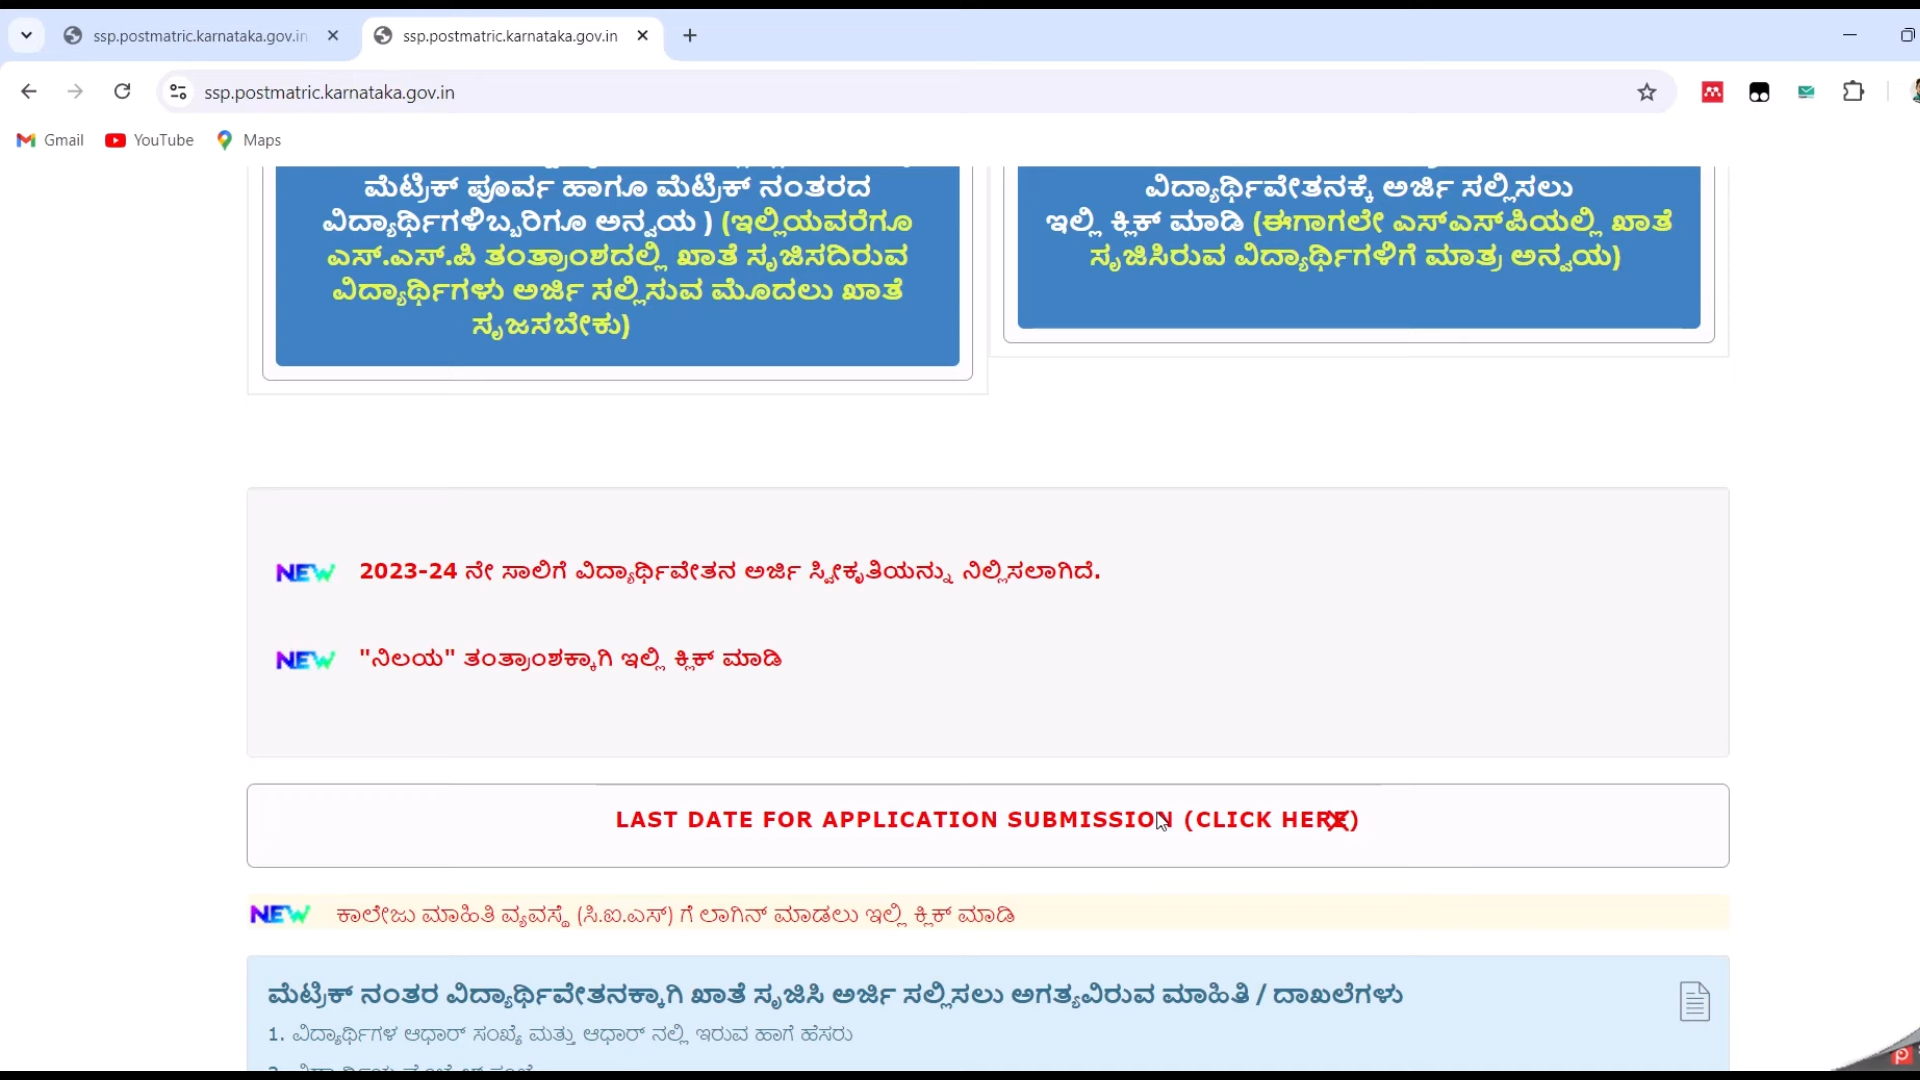 ssp.postmatric.karnataka.gov.in
ssp.postmatric.karnataka.gov.in
ssp.postmatric.karnataka.gov.in
Gmail YouTube Maps
ಮೆಟ್ರಿಕ್ ಪೂರ್ವ ಹಾಗೂ ಮೆಟ್ರಿಕ್ ನಂತರದ
ವಿದ್ಯಾರ್ಥಿಗಳಿಬ್ಬರಿಗೂ ಅನ್ವಯ ) (ಇಲ್ಲಿಯವರೆಗೂ
ಎಸ್.ಎಸ್.ಪಿ ತಂತ್ರಾಂಶದಲ್ಲಿ ಖಾತೆ ಸೃಜಿಸದಿರುವ
ವಿದ್ಯಾರ್ಥಿಗಳು ಅರ್ಜಿ ಸಲ್ಲಿಸುವ ಮೊದಲು ಖಾತೆ
ಸೃಜಸಬೇಕು)
ವಿದ್ಯಾರ್ಥಿವೇತನಕ್ಕೆ ಅರ್ಜಿ ಸಲ್ಲಿಸಲು
ಇಲ್ಲಿ ಕ್ಲಿಕ್ ಮಾಡಿ (ಈಗಾಗಲೇ ಎಸ್ಎಸ್‌ಪಿಯಲ್ಲಿ ಖಾತೆ
ಸೃಜಿಸಿರುವ ವಿದ್ಯಾರ್ಥಿಗಳಿಗೆ ಮಾತ್ರ ಅನ್ವಯ)
NEW 2023-24 ನೇ ಸಾಲಿಗೆ ವಿದ್ಯಾರ್ಥಿವೇತನ ಅರ್ಜಿ ಸ್ವೀಕೃತಿಯನ್ನು ನಿಲ್ಲಿಸಲಾಗಿದೆ.
NEW "ನಿಲಯ" ತಂತ್ರಾಂಶಕ್ಕಾಗಿ ಇಲ್ಲಿ ಕ್ಲಿಕ್ ಮಾಡಿ
LAST DATE FOR APPLICATION SUBMISSION (CLICK HERE)
NEW ಕಾಲೇಜು ಮಾಹಿತಿ ವ್ಯವಸ್ಥೆ (ಸಿ.ಐ.ಎಸ್) ಗೆ ಲಾಗಿನ್ ಮಾಡಲು ಇಲ್ಲಿ ಕ್ಲಿಕ್ ಮಾಡಿ
ಮೆಟ್ರಿಕ್ ನಂತರ ವಿದ್ಯಾರ್ಥಿವೇತನಕ್ಕಾಗಿ ಖಾತೆ ಸೃಜಿಸಿ ಅರ್ಜಿ ಸಲ್ಲಿಸಲು ಅಗತ್ಯವಿರುವ ಮಾಹಿತಿ / ದಾಖಲೆಗಳು
1. ವಿದ್ಯಾರ್ಥಿಗಳ ಆಧಾರ್ ಸಂಖ್ಯೆ ಮತ್ತು ಆಧಾರ್ ನಲ್ಲಿ ಇರುವ ಹಾಗೆ ಹೆಸರು